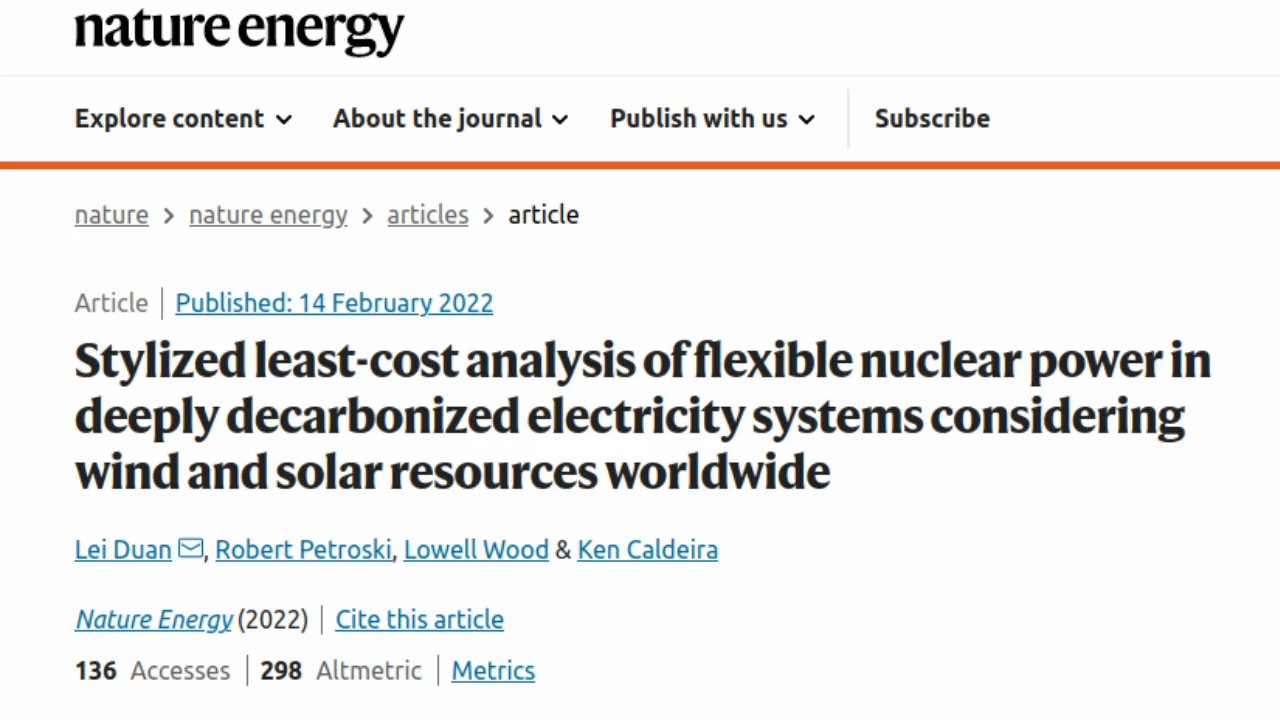 nature energy
Explore content About the journal Publish with us Subscribe
nature > nature energy > articles > article
Article | Published: 14 February 2022
Stylized least-cost analysis of flexible nuclear power in
deeply decarbonized electricity systems considering
wind and solar resources worldwide
Lei Duan, Robert Petroski, Lowell Wood & Ken Caldeira
Nature Energy (2022) | Cite this article
136 Accesses | 298 Altmetric | Metrics